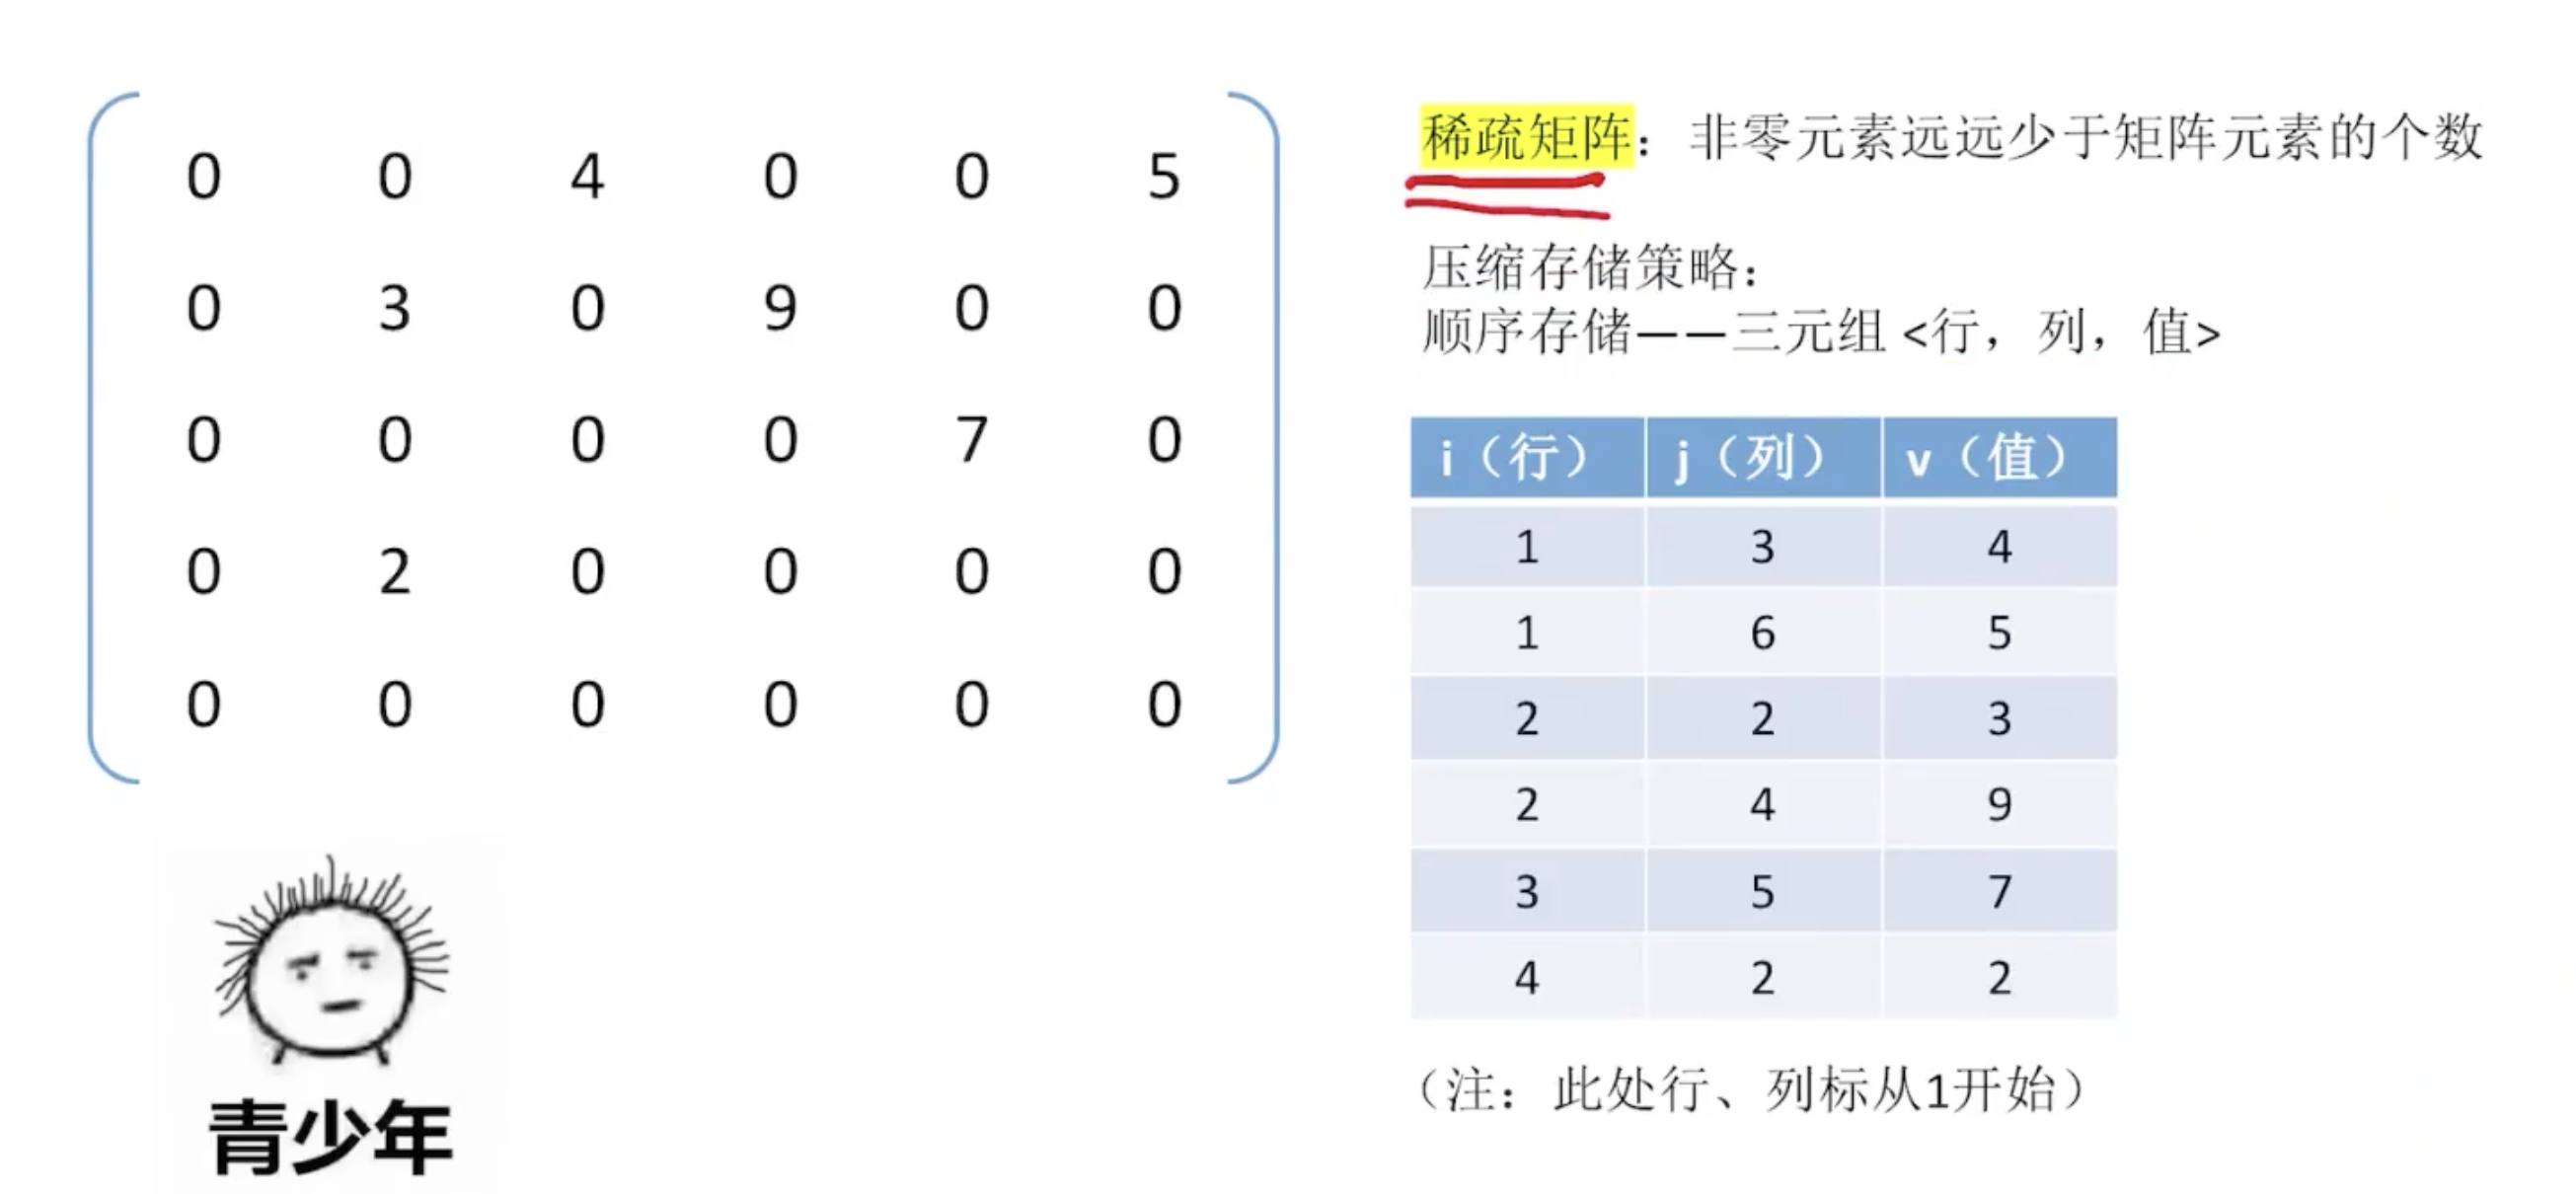 0 0 4 0 0 5
0 3 0 9 0 0
0 0 0 0 7 0
0 2 0 0 0 0
0 0 0 0 0 0
青少年
稀疏矩阵：非零元素远远少于矩阵元素的个数
压缩存储策略：
顺序存储——三元组 <行，列，值>
i（行） j（列） v（值）
1 3 4
1 6 5
2 2 3
2 4 9
3 5 7
4 2 2
（注：此处行、列标从1开始）